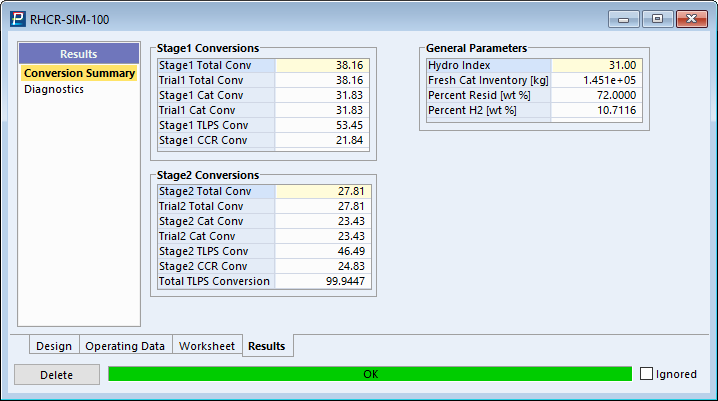 RHCR-SIM-100
Results
Conversion Summary
Diagnostics
Stage1 Conversions
Stage1 Total Conv 38.16
Trial1 Total Conv 38.16
Stage1 Cat Conv 31.83
Trial1 Cat Conv 31.83
Stage1 TLPS Conv 53.45
Stage1 CCR Conv 21.84
Stage2 Conversions
Stage2 Total Conv 27.81
Trial2 Total Conv 27.81
Stage2 Cat Conv 23.43
Trial2 Cat Conv 23.43
Stage2 TLPS Conv 46.49
Stage2 CCR Conv 24.83
Total TLPS Conversion 99.9447
General Parameters
Hydro Index 31.00
Fresh Cat Inventory [kg] 1.451e+05
Percent Resid [wt %] 72.0000
Percent H2 [wt %] 10.7116
Design Operating Data Worksheet Results
Delete OK Ignored